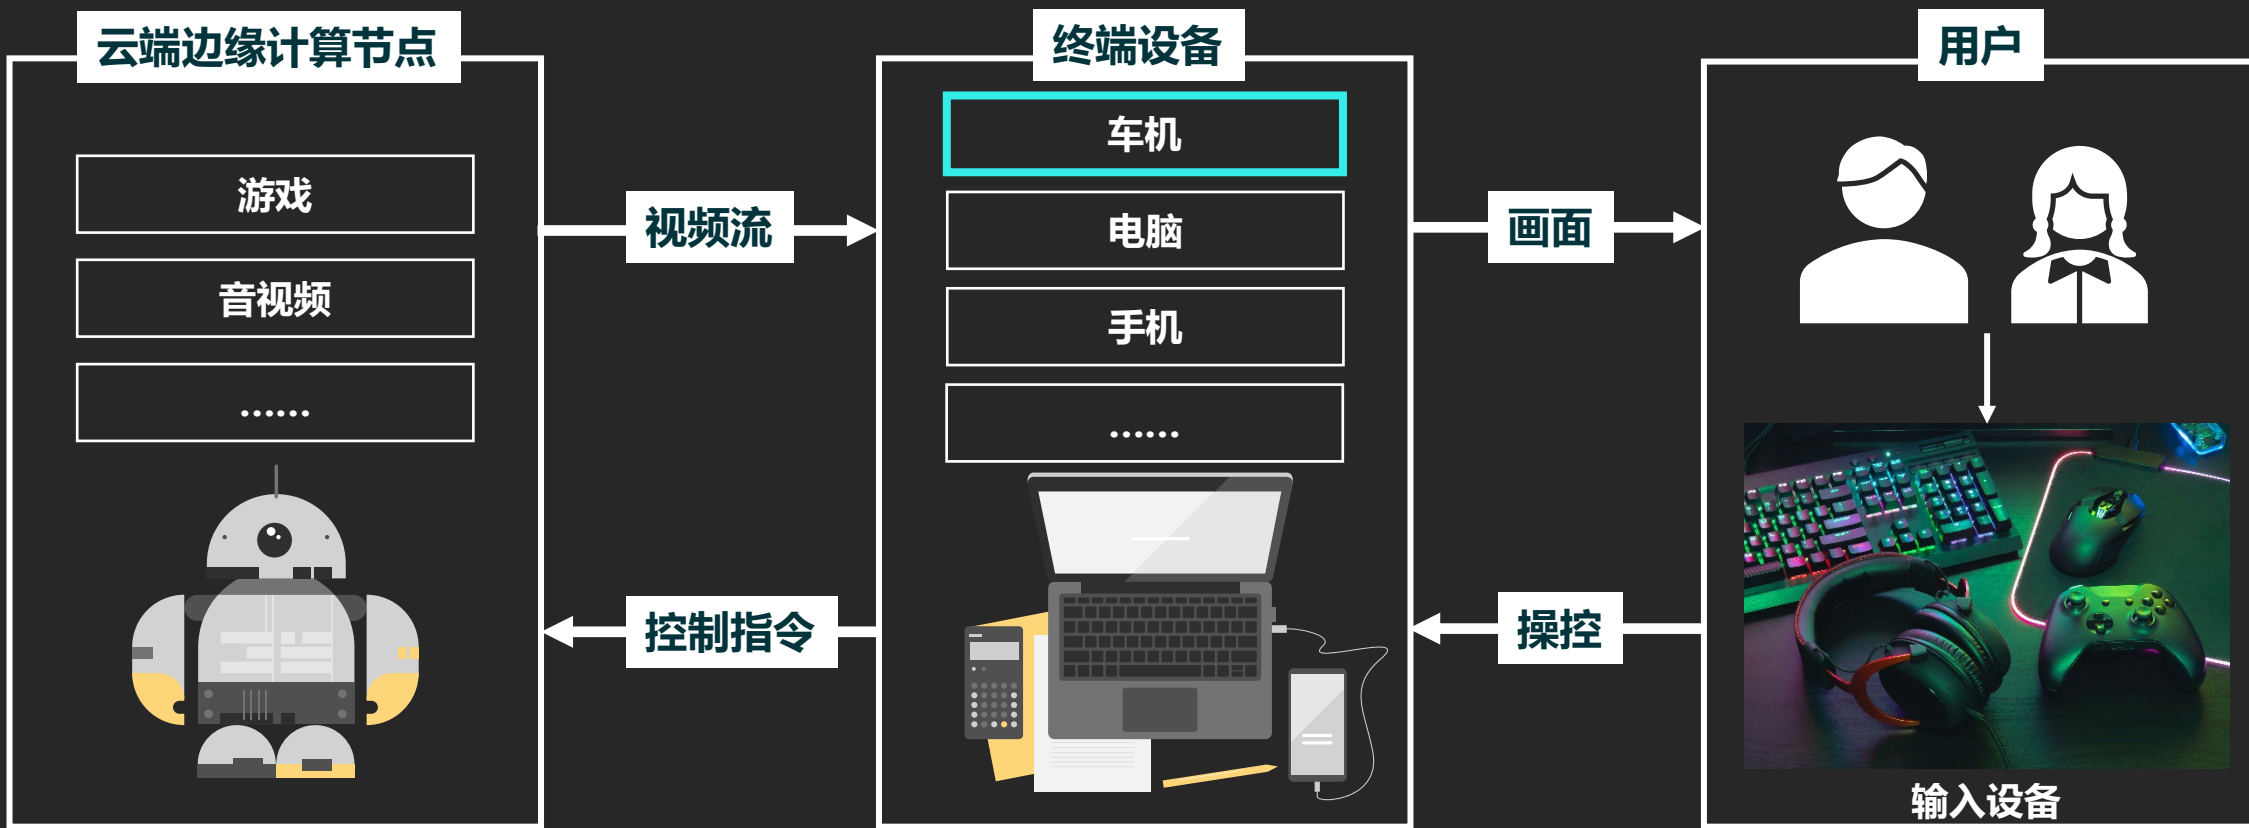 云端边缘计算节点
游戏
音视频
......
视频流
控制指令
终端设备
车机
电脑
手机
......
画面
操控
用户
输入设备